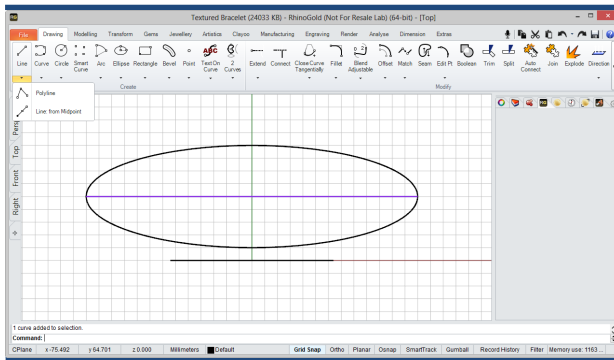 Textured Bracelet (24033 KB) - RhinoGold (Not For Resale Lab) (64-bit) - [Top]
File Drawing Modelling Transform Gems Jewellery Artistics Clayoo Manufacturing Engraving Render Analyse Dimension Extras
Line Curve Circle Smart Curve Arc Ellipse Rectangle Bevel Point Text On Curve 2 Curves Extend Connect Close Curve Tangentially Fillet Blend Adjustable Offset Match Seam Edit Pt Boolean Trim Split Auto Connect Join Explode Direction
Create Modify
Polyline
Line: from Midpoint
Pers
Top
Front
Right
1 curve added to selection.
Command:
CPlane x -75.492 y 64.701 z 0.000 Millimeters Default Grid Snap Ortho Planar Osnap SmartTrack Gumball Record History Filter Memory use: 1163 ...